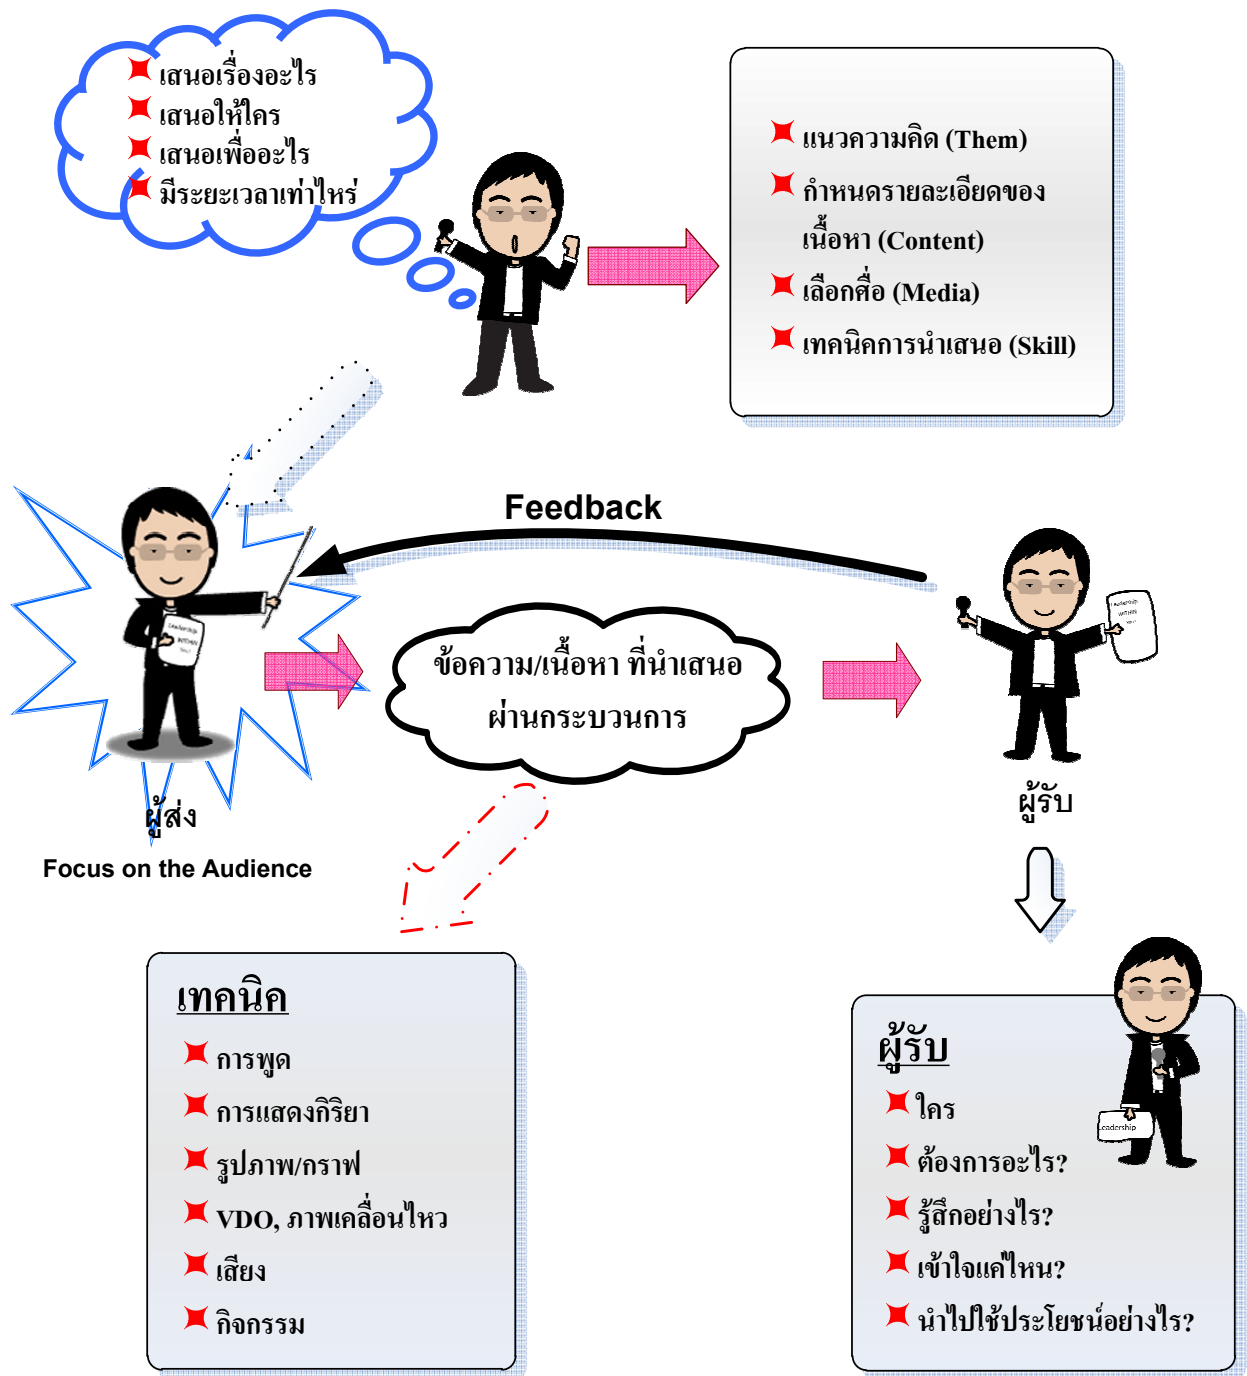 เสนอเรื่องอะไร
เสนอให้ใคร
เสนอเพื่ออะไร
มีระยะเวลาเท่าไหร่
แนวความคิด (Them)
กำหนดรายละเอียดของ
เนื้อหา (Content)
เลือกสื่อ (Media)
เทคนิคการนำเสนอ (Skill)
Feedback
Leadership
WITHIN
Leadership
WITHIN
ข้อความ/เนื้อหา ที่นำเสนอ
ผ่านกระบวนการ
ผู้ส่ง
Focus on the Audience
ผู้รับ
เทคนิค
การพูด
การแสดงกิริยา
รูปภาพ/กราฟ
VDO, ภาพเคลื่อนไหว
เสียง
กิจกรรม
ผู้รับ
ใคร
ต้องการอะไร?
รู้สึกอย่างไร?
เข้าใจแค่ไหน?
นำไปใช้ประโยชน์อย่างไร?
Leadership